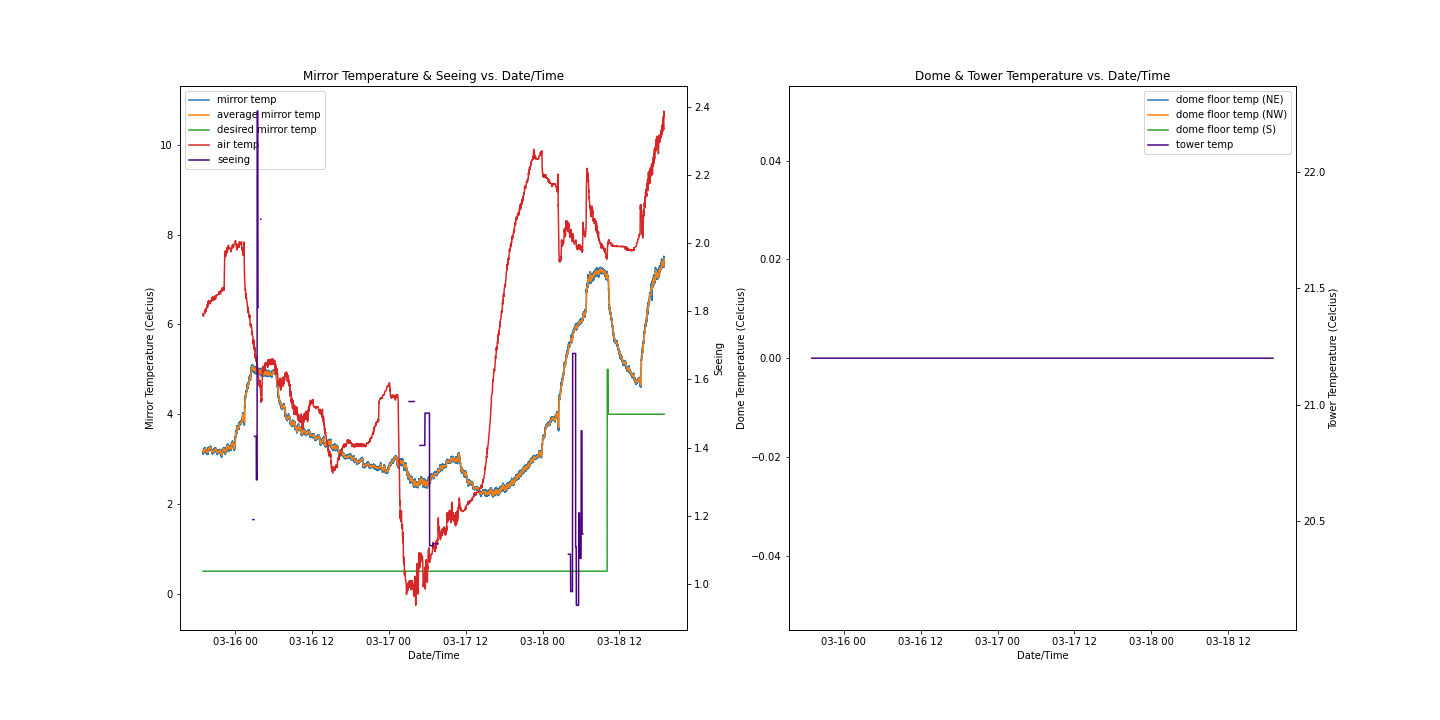 Mirror Temperature & Seeing vs. Date/Time
mirror temp
average mirror temp
desired mirror temp
air temp
seeing
Mirror Temperature (Celcius)
10
8
6
4
2
0
2.4
2.2
2.0
1.8
1.6
1.4
1.2
1.0
Seeing
03-16 00
03-16 12
03-17 00
03-17 12
03-18 00
03-18 12
Date/Time
Dome & Tower Temperature vs. Date/Time
dome floor temp (NE)
dome floor temp (NW)
dome floor temp (S)
tower temp
Dome Temperature (Celcius)
0.04
0.02
0.00
−0.02
−0.04
22.0
21.5
21.0
20.5
Tower Temperature (Celcius)
03-16 00
03-16 12
03-17 00
03-17 12
03-18 00
03-18 12
Date/Time